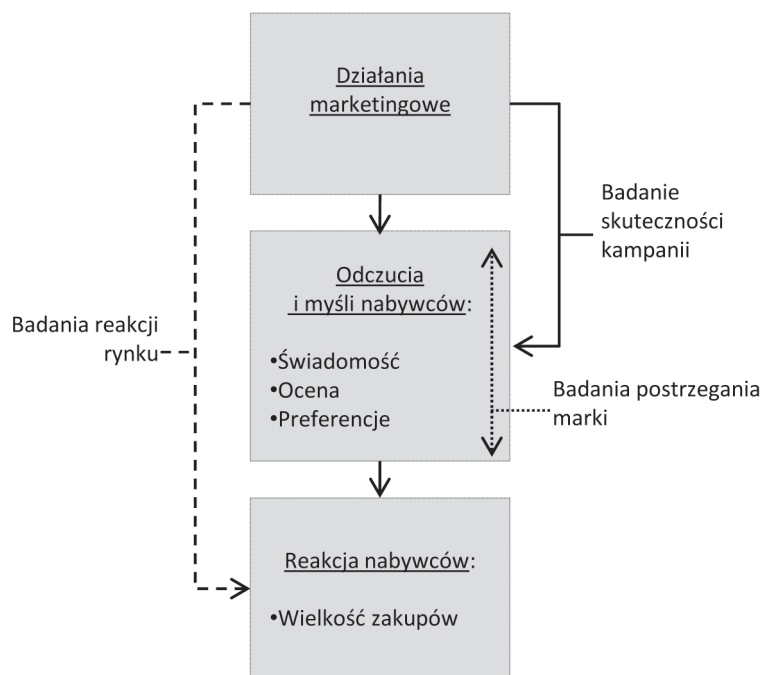 Działania
marketingowe
Badanie
skuteczności
kampanii
Odczucia
i myśli nabywców:
•Świadomość
•Ocena
•Preferencje
Badania reakcji
rynku
Badania postrzegania
marki
Reakcja nabywców:
•Wielkość zakupów